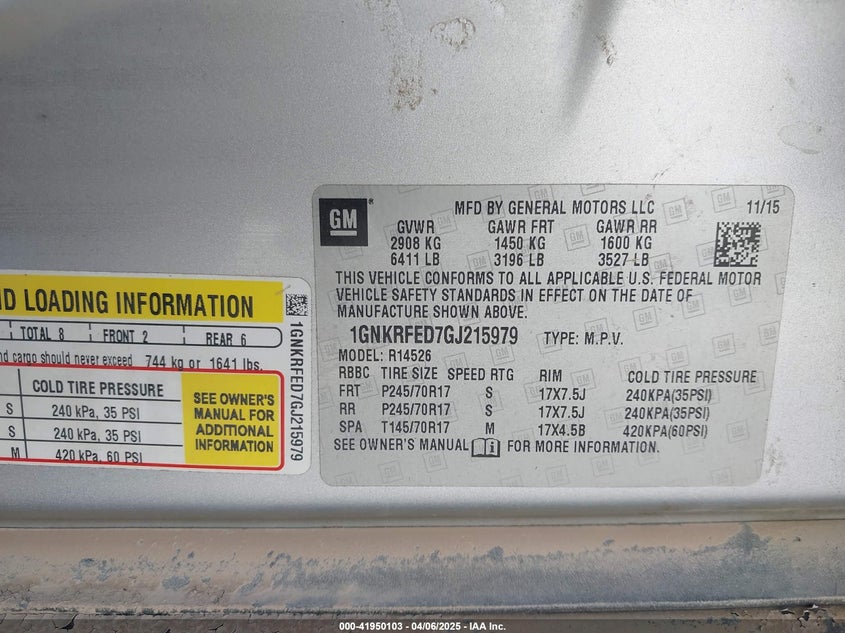 GM
®
MFD BY GENERAL MOTORS LLC 11/15
GVWR GAWR FRT GAWR RR
2908 KG 1450 KG 1600 KG
6411 LB 3196 LB 3527 LB
THIS VEHICLE CONFORMS TO ALL APPLICABLE U.S. FEDERAL MOTOR
VEHICLE SAFETY STANDARDS IN EFFECT ON THE DATE OF
MANUFACTURE SHOWN ABOVE.
1GNKRFED7GJ215979 TYPE: M.P.V.
MODEL: R14526
RBBC TIRE SIZE SPEED RTG RIM COLD TIRE PRESSURE
FRT P245/70R17 S 17X7.5J 240KPA(35PSI)
RR P245/70R17 S 17X7.5J 240KPA(35PSI)
SPA T145/70R17 M 17X4.5B 420KPA(60PSI)
SEE OWNER'S MANUAL i FOR MORE INFORMATION.
LOADING INFORMATION
TOTAL 8 FRONT 2 REAR 6
cargo should never exceed 744 kg or 1641 lbs.
COLD TIRE PRESSURE
S 240 kPa, 35 PSI
S 240 kPa, 35 PSI
M 420 kPa, 60 PSI
SEE OWNER'S
MANUAL FOR
ADDITIONAL
INFORMATION
1GNKRFED7GJ215979
000-41950103 - 04/06/2025 - IAA Inc.